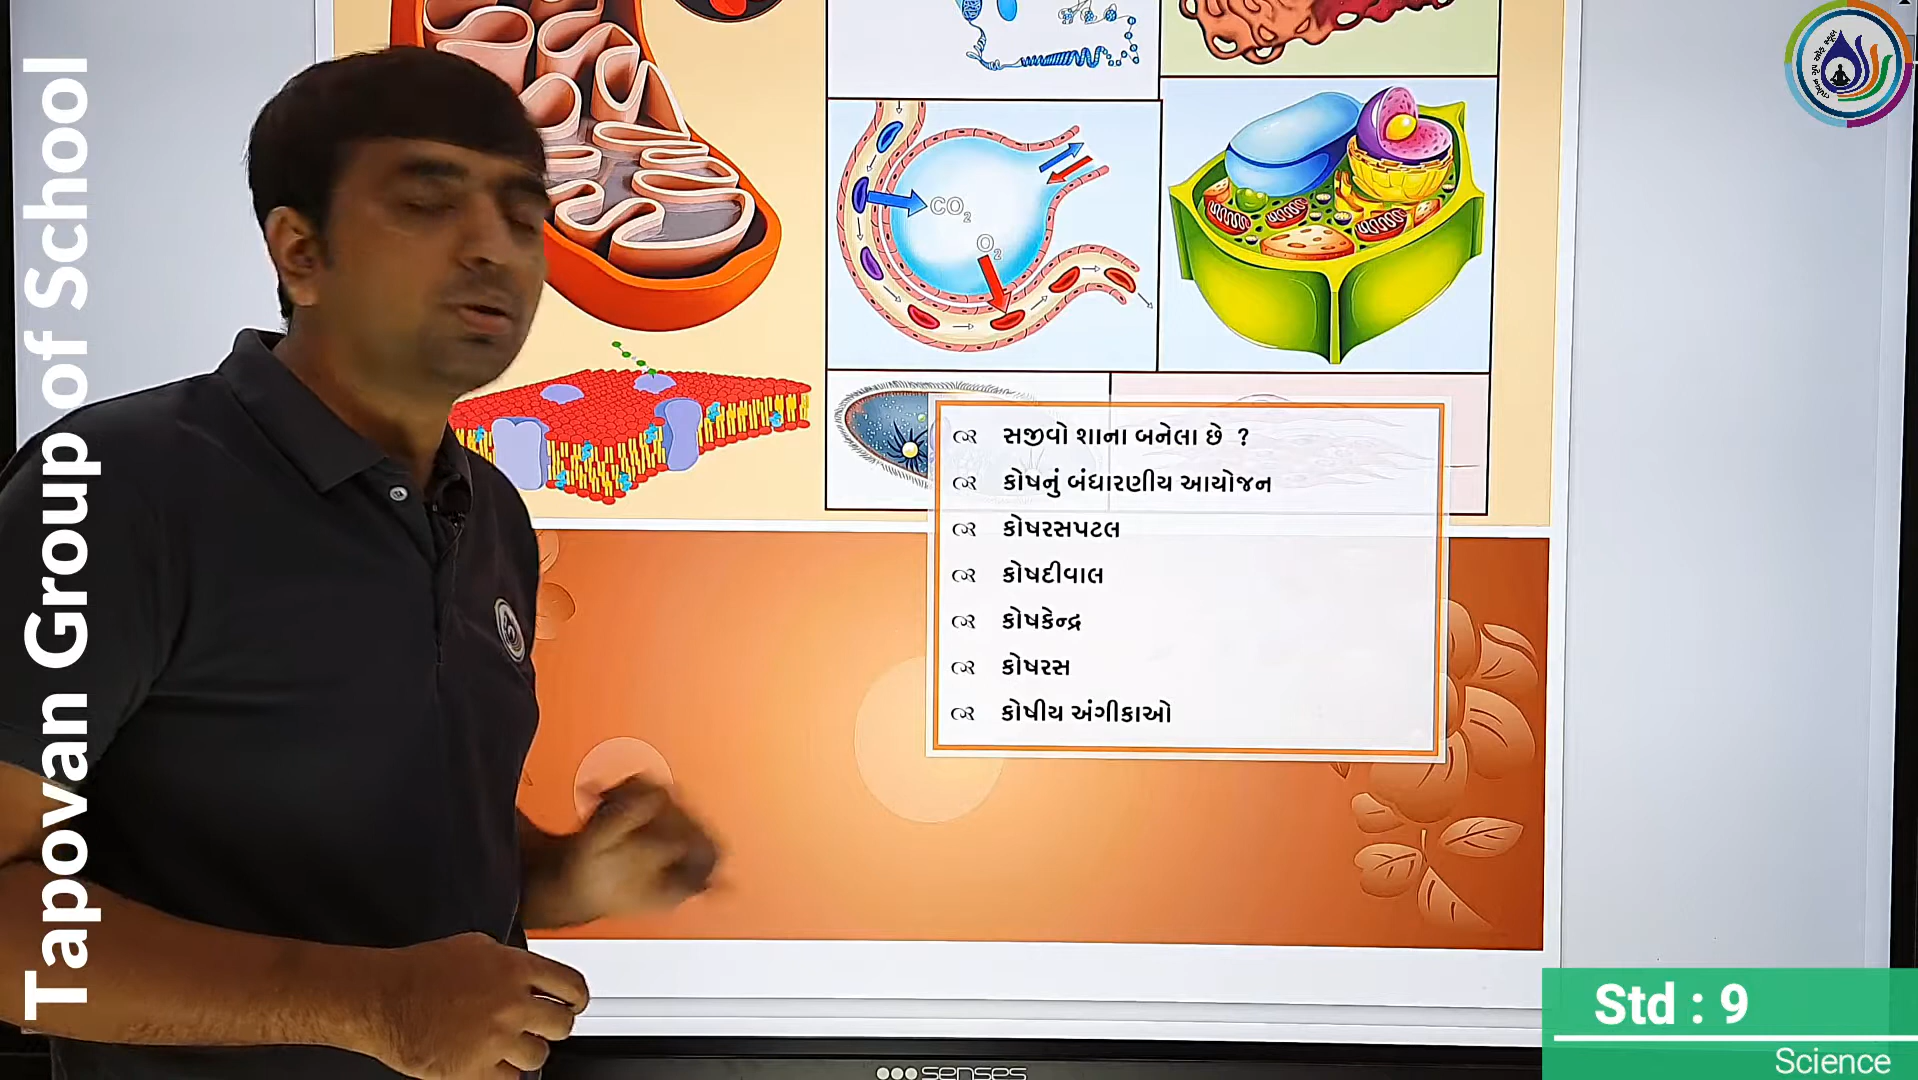 Tapovan Group of School
CO2
O2
સજીવો શાના બનેલા છે ?
કોષનું બંધારણીય આયોજન
કોષરસપટલ
કોષદીવાલ
કોષકેન્દ્ર
કોષરસ
કોષીય અંગીકાઓ
Std : 9
Science
senses